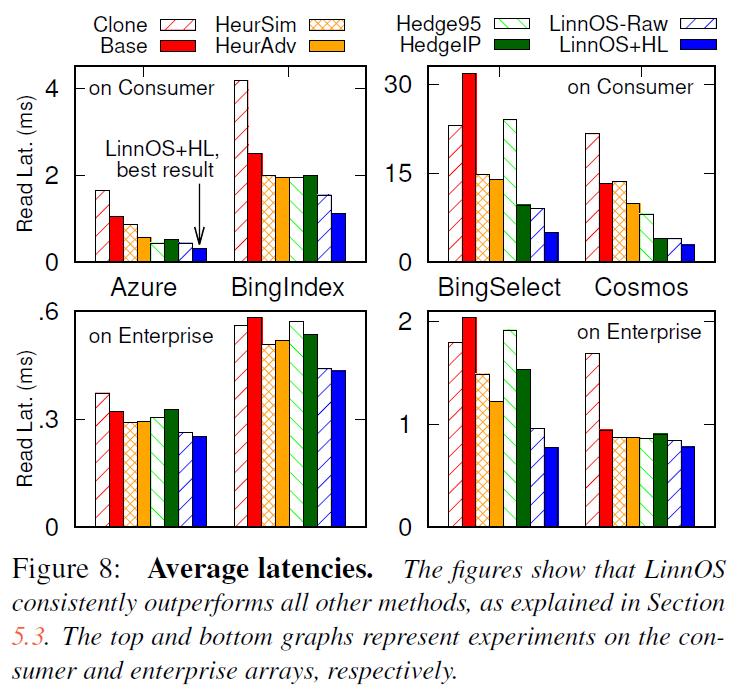 Clone HeurSim Hedge95 LinnOS-Raw
Base HeurAdv HedgeIP LinnOS+HL
Read Lat. (ms)
4
2
0
on Consumer
LinnOS+HL,
best result
30
15
0
on Consumer
Azure BingIndex BingSelect Cosmos
Read Lat. (ms)
.6
.3
0
on Enterprise
2
1
0
on Enterprise
Figure 8: Average latencies. The figures show that LinnOS
consistently outperforms all other methods, as explained in Section
5.3. The top and bottom graphs represent experiments on the con-
sumer and enterprise arrays, respectively.